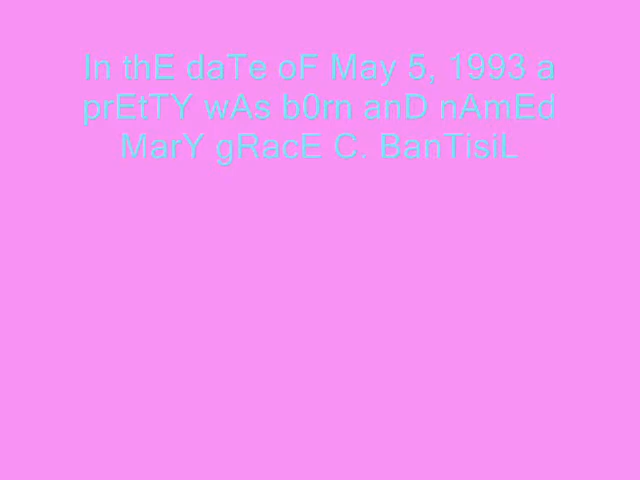 In thE daTe oF May 5, 1993 a
prEtTY wAs b0rn anD nAmEd
MarY gRacE C. BanTisiL